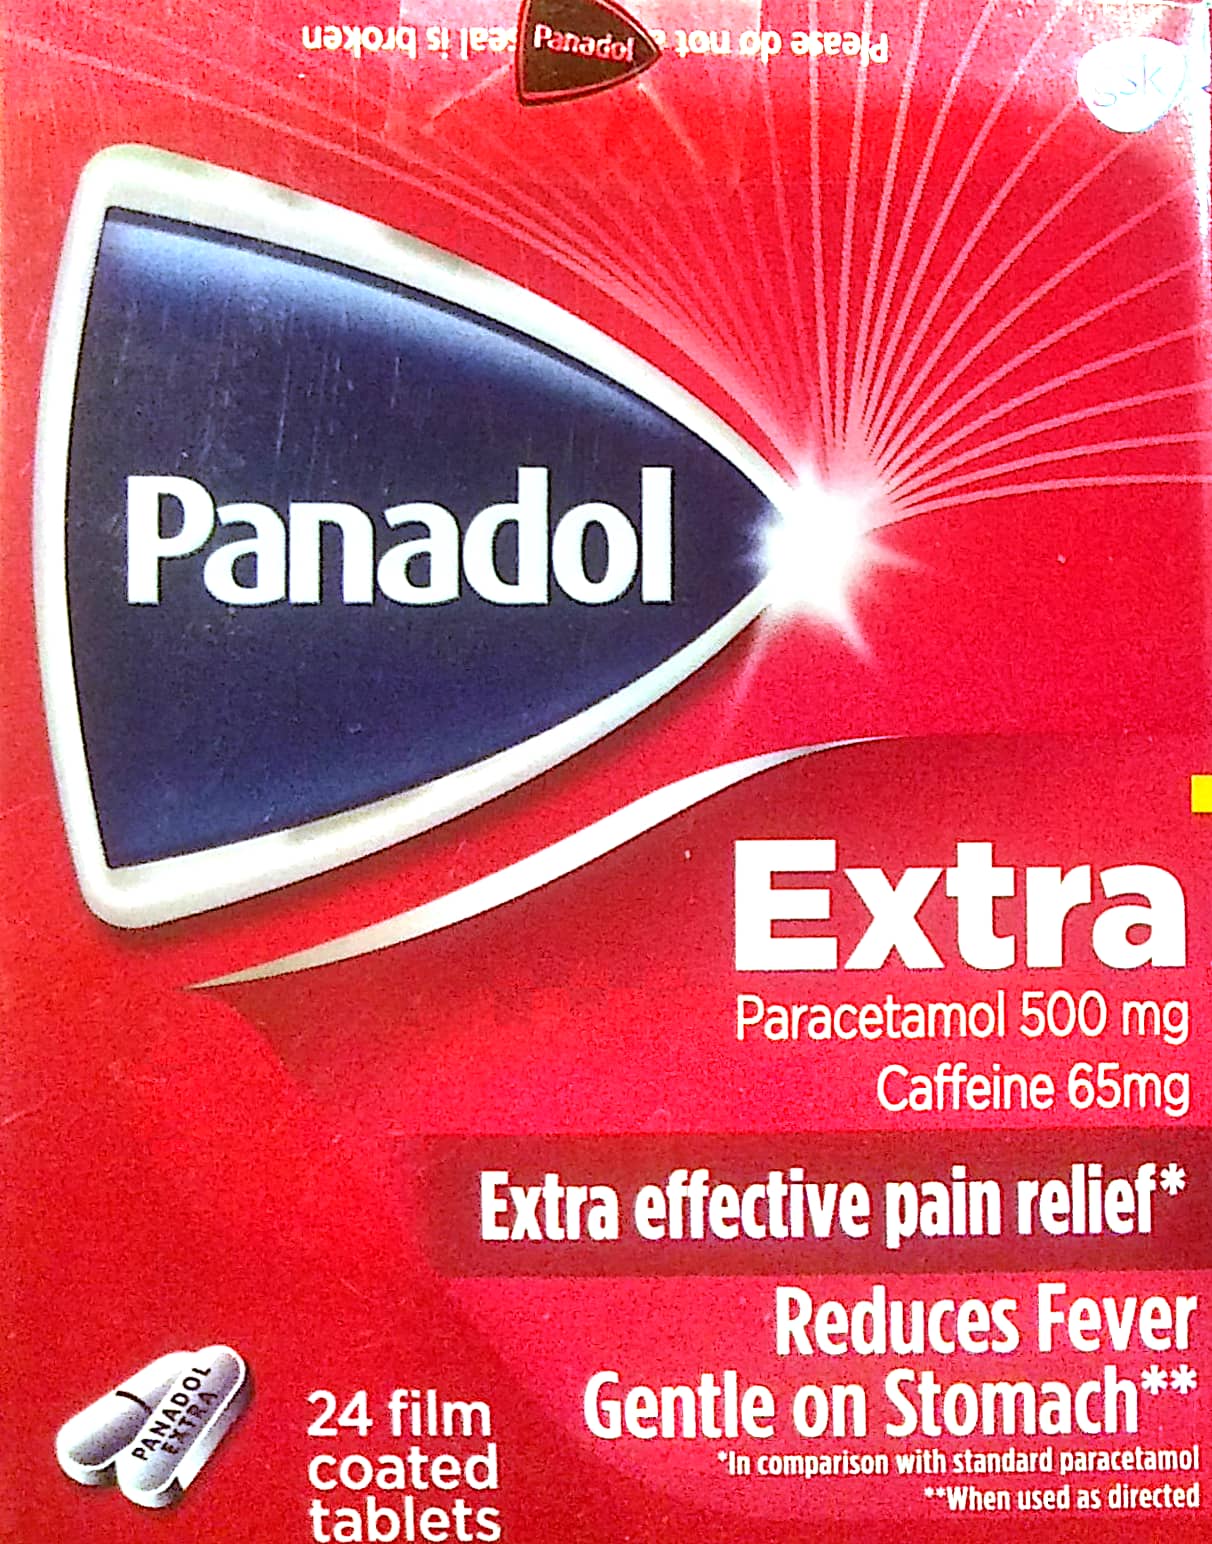 Please do not
seal is broken
Panadol
gsk
Panadol
Extra
Paracetamol 500 mg
Caffeine 65mg
Extra effective pain relief*
Reduces Fever
Gentle on Stomach**
*In comparison with standard paracetamol
**When used as directed
PANADOL
EXTRA
24 film
coated
tablets